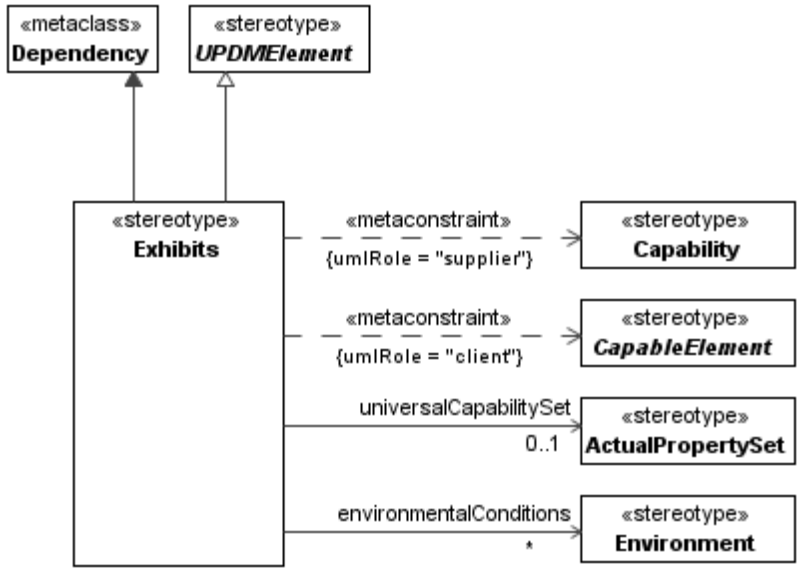 «metaclass»
Dependency
«stereotype»
UPDMElement
«stereotype»
Exhibits
«metaconstraint»
{umlRole = "supplier"}
«stereotype»
Capability
«metaconstraint»
{umlRole = "client"}
«stereotype»
CapableElement
universalCapabilitySet
0..1
«stereotype»
ActualPropertySet
environmentalConditions
*
«stereotype»
Environment